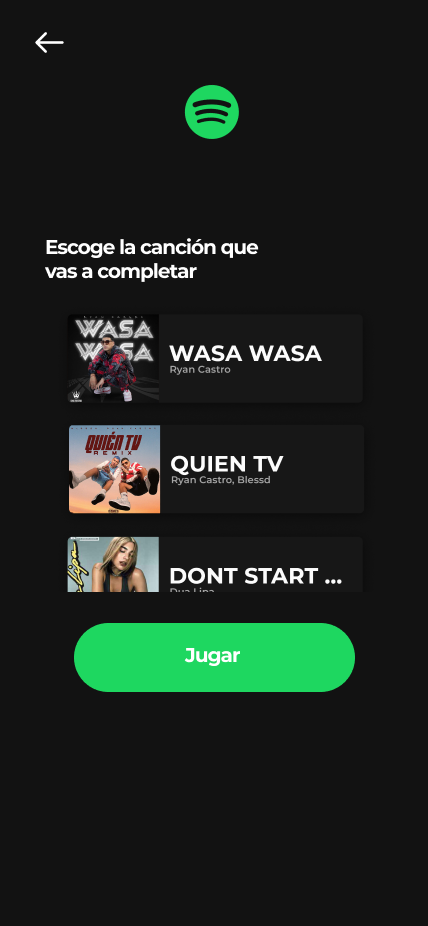 Escoge la canción que
vas a completar
WASA
WASA
WASA WASA
Ryan Castro
QUIÉN TV
REMIX
QUIEN TV
Ryan Castro, Blessd
DONT START ...
Dua Lipa
Jugar